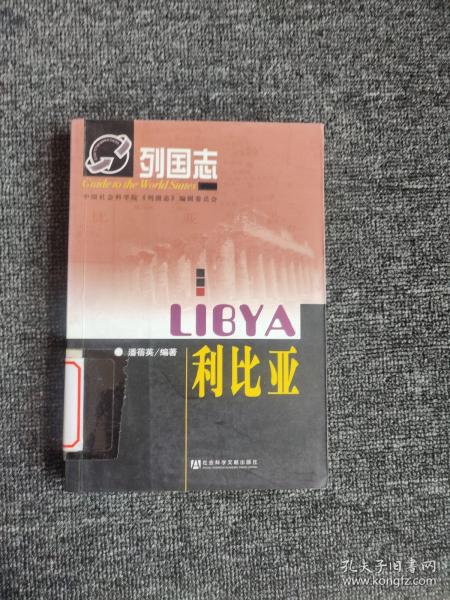 列国志
Guide to the World States
中国社会科学院《列国志》编辑委员会
LIBYA
潘蓓英/编著
利比亚
社会科学文献出版社
孔夫子旧书网
www.kongfz.com